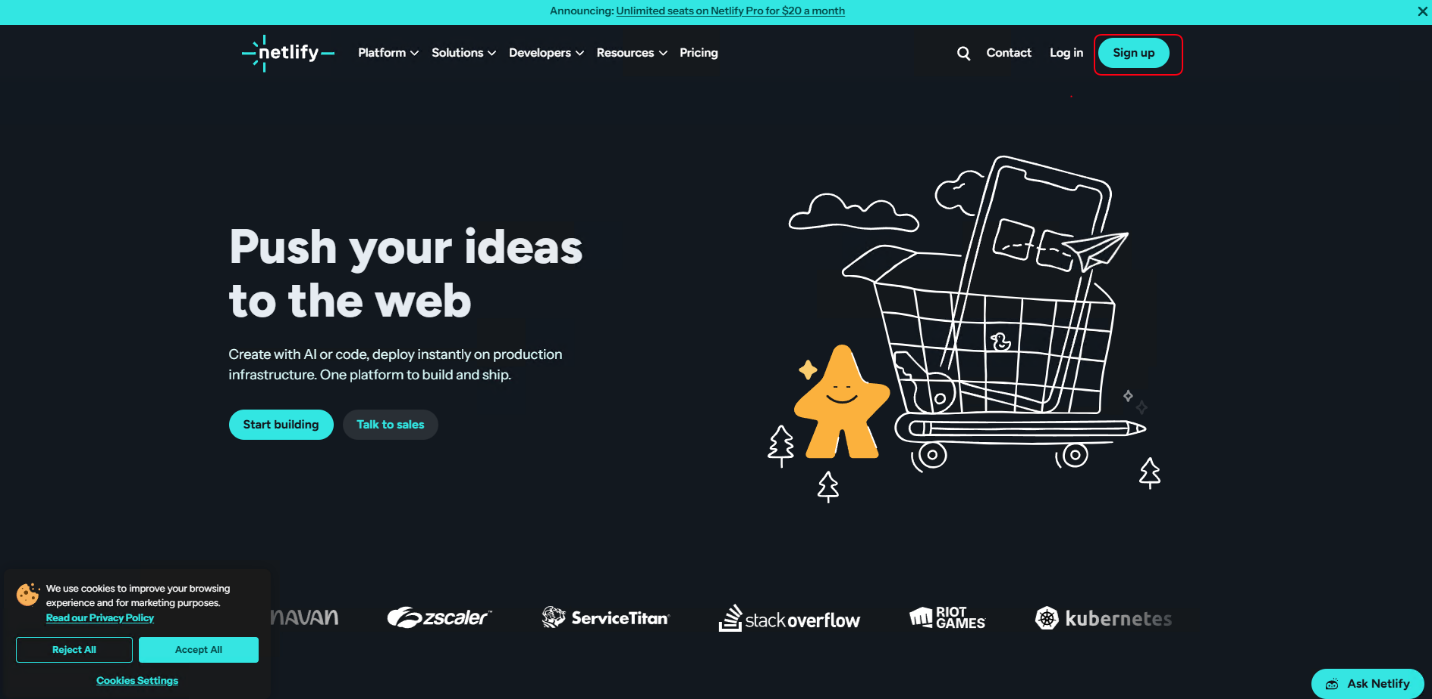 Announcing: Unlimited seats on Netlify Pro for $20 a month
netlify Platform Solutions Developers Resources Pricing Contact Log in Sign up
Push your ideas
to the web
Create with AI or code, deploy instantly on production
infrastructure. One platform to build and ship.
Start building Talk to sales
We use cookies to improve your browsing
experience and for marketing purposes.
Read our Privacy Policy
Reject All Accept All
Cookies Settings
zscaler™ ServiceTitan stack overflow RIOT GAMES kubernetes
Ask Netlify